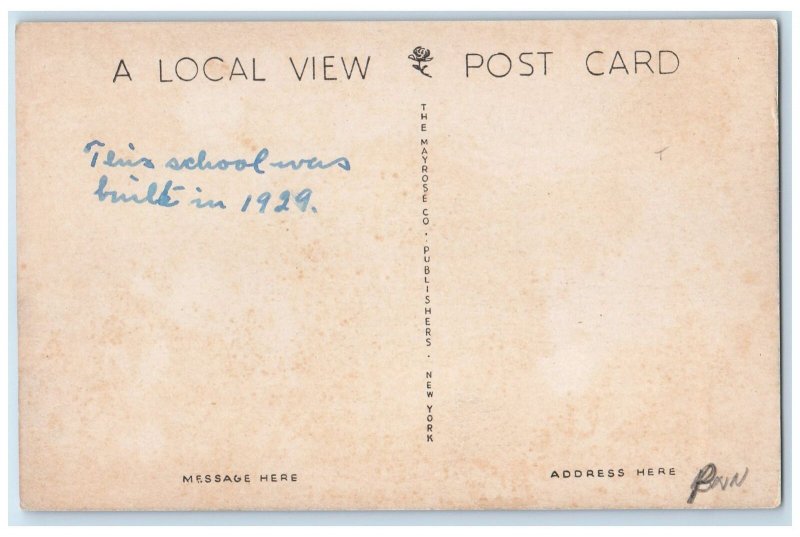 A LOCAL VIEW POST CARD
This school was
built in 1929.
THE MAYROSE CO. PUBLISHERS. NEW YORK
MESSAGE HERE
ADDRESS HERE